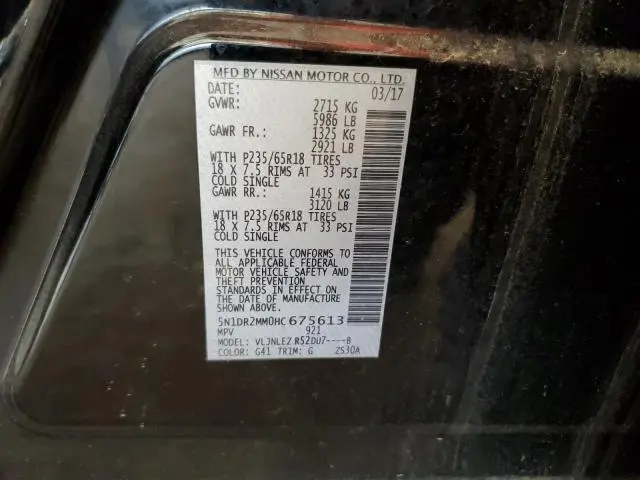 MFD BY NISSAN MOTOR CO., LTD.
DATE: 03/17
GVWR: 2715 KG
5986 LB
GAWR FR.: 1325 KG
2921 LB
WITH P235/65R18 TIRES
18 X 7.5 RIMS AT 33 PSI
COLD SINGLE
GAWR RR.: 1415 KG
3120 LB
WITH P235/65R18 TIRES
18 X 7.5 RIMS AT 33 PSI
COLD SINGLE
THIS VEHICLE CONFORMS TO
ALL APPLICABLE FEDERAL
MOTOR VEHICLE SAFETY AND
THEFT PREVENTION
STANDARDS IN EFFECT ON
THE DATE OF MANUFACTURE
SHOWN ABOVE.
5N1DR2MM0HC675613
MPV 921
MODEL: VLJNLEZ R52DU7----B
COLOR: G41 TRIM: G ZS30A